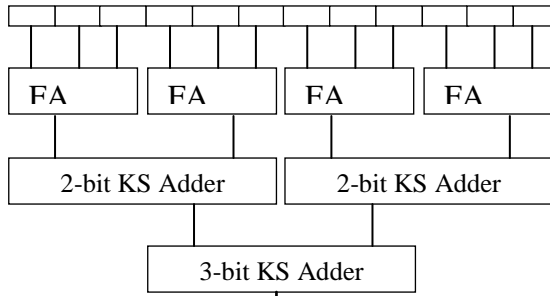 FA FA FA FA
2-bit KS Adder 2-bit KS Adder
3-bit KS Adder